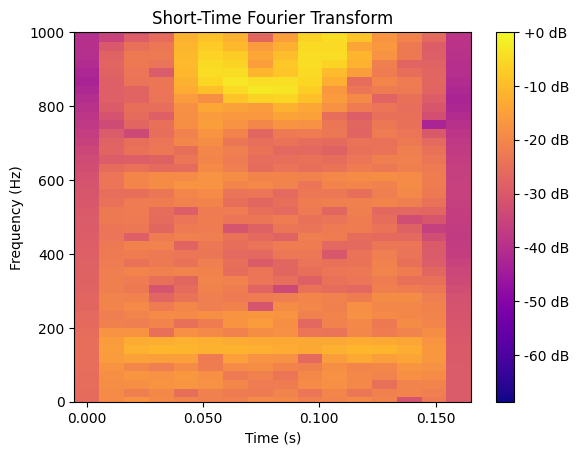 Short-Time Fourier Transform
Frequency (Hz)
1000
800
600
400
200
0
0.000
0.050
0.100
0.150
Time (s)
+0 dB
-10 dB
-20 dB
-30 dB
-40 dB
-50 dB
-60 dB